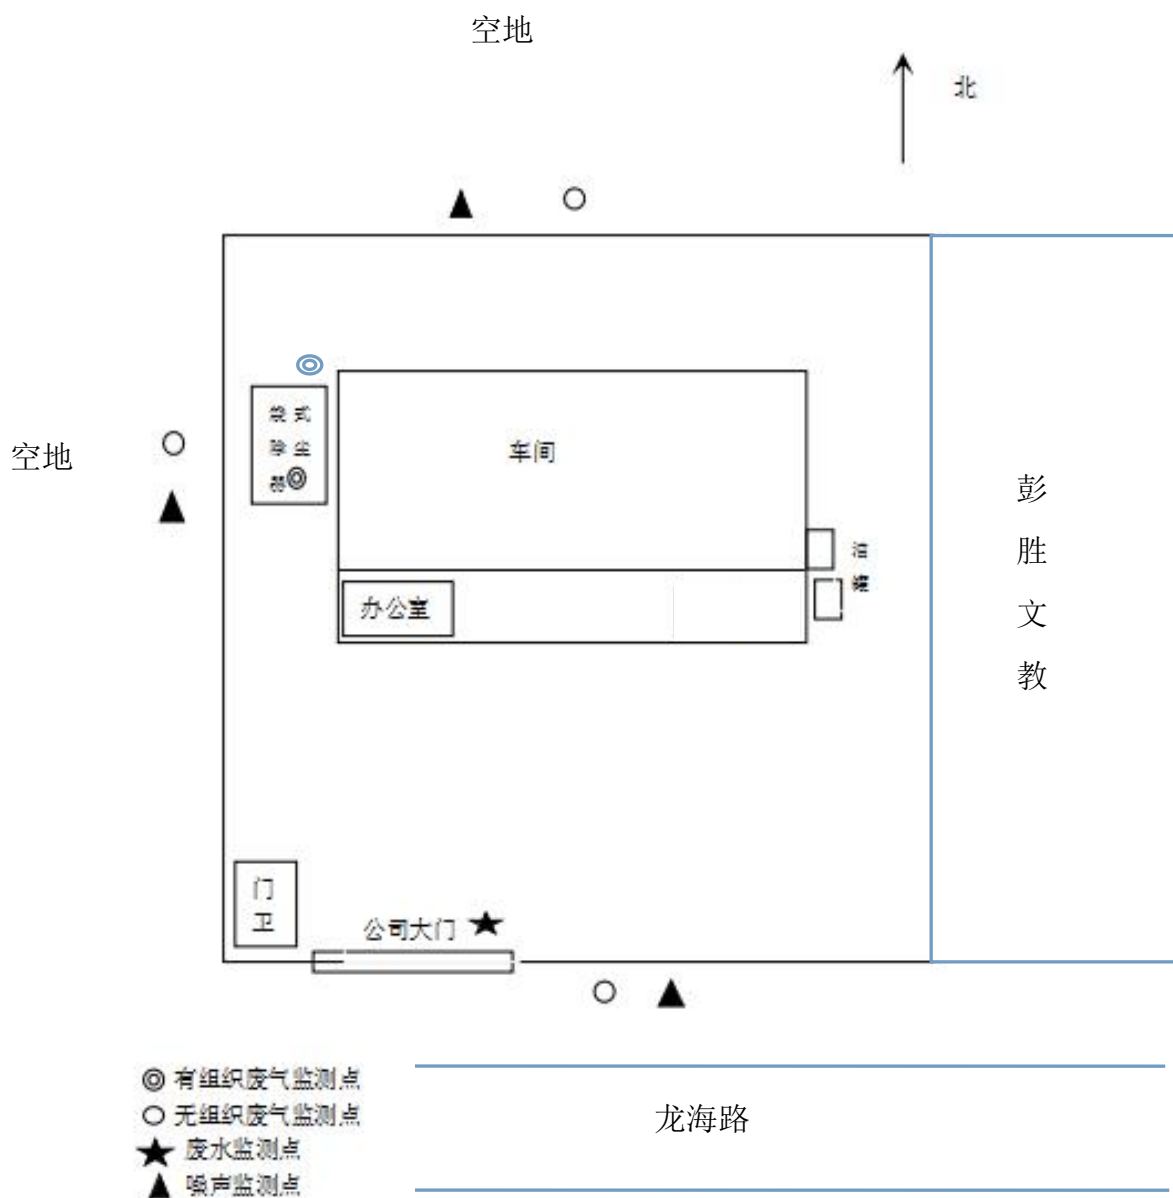 空地
北
袋式
除尘
器
车间
空地
彭
胜
文
教
办公室
门
卫
公司大门
有组织废气监测点
无组织废气监测点
废水监测点
噪声监测点
龙海路